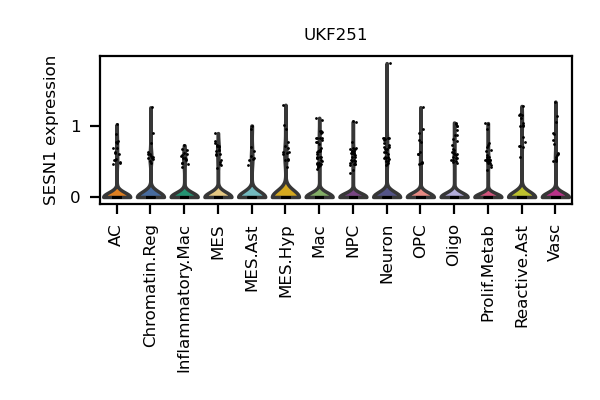 UKF251
SESN1 expression
1
0
AC
Chromatin.Reg
Inflammatory.Mac
MES
MES.Ast
MES.Hyp
Mac
NPC
Neuron
OPC
Oligo
Prolif.Metab
Reactive.Ast
Vasc